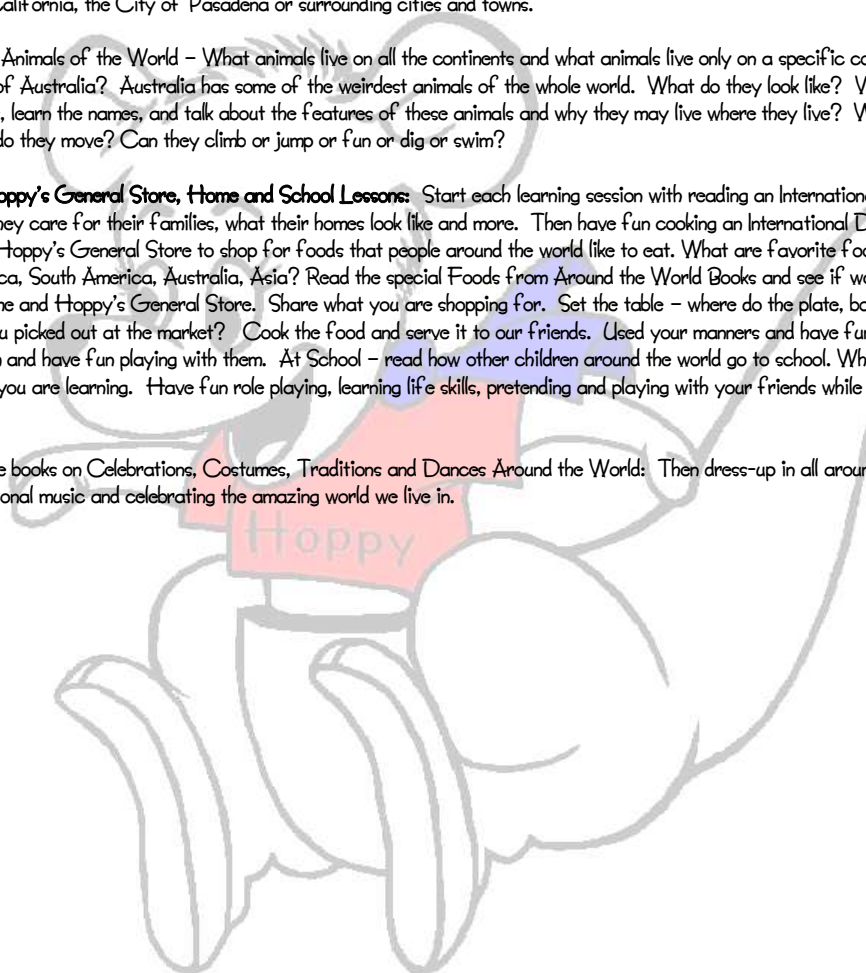 California, the City of Pasadena or surrounding cities and towns.
Animals of the World – What animals live on all the continents and what animals live only on a specific
of Australia? Australia has some of the weirdest animals of the whole world. What do they look like?
, learn the names, and talk about the features of these animals and why they may live where they live?
do they move? Can they climb or jump or fun or dig or swim?
oppy's General Store, Home and School Lessons: Start each learning session with reading an
hey care for their families, what their homes look like and more. Then have fun cooking an International
Hoppy's General Store to shop for foods that people around the world like to eat. What are favorite
ca, South America, Australia, Asia? Read the special Foods from Around the World Books and see if
me and Hoppy's General Store. Share what you are shopping for. Set the table – where do the plate,
u picked out at the market? Cook the food and serve it to our friends. Used your manners and have
and have fun playing with them. At School – read how other children around the world go to school.
you are learning. Have fun role playing, learning life skills, pretending and playing with your friends while
e books on Celebrations, Costumes, Traditions and Dances Around the World: Then dress-up in all
onal music and celebrating the amazing world we live in.
Hoppy